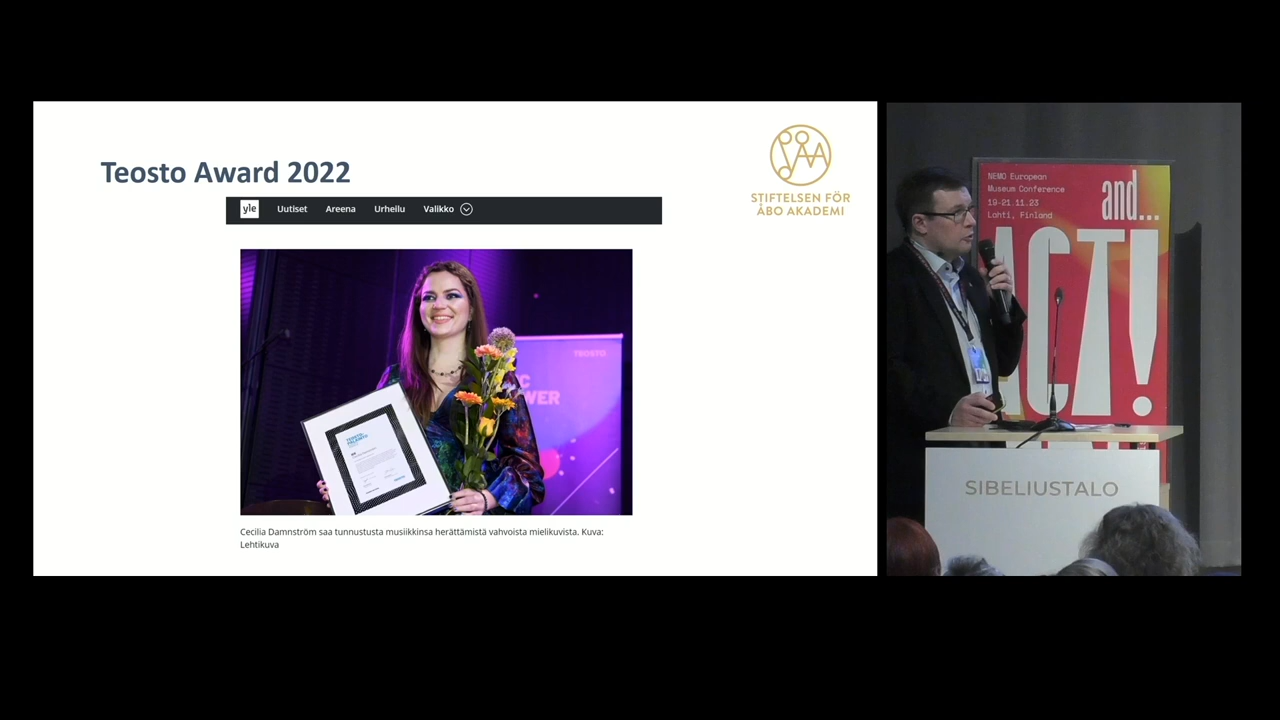 Teosto Award 2022
STIFTELSEN FÖR
ÅBO AKADEMI
yle Uutiset Areena Urheilu Valikko
TEOSTO
Cecilia Damnström saa tunnustusta musiikkinsa herättämistä vahvoista mielikuvista. Kuva:
Lehtikuva
NEMO European
Museum Conference
19-21.11.23
Lahti, Finland
and...
ACT!
SIBELIUSTALO